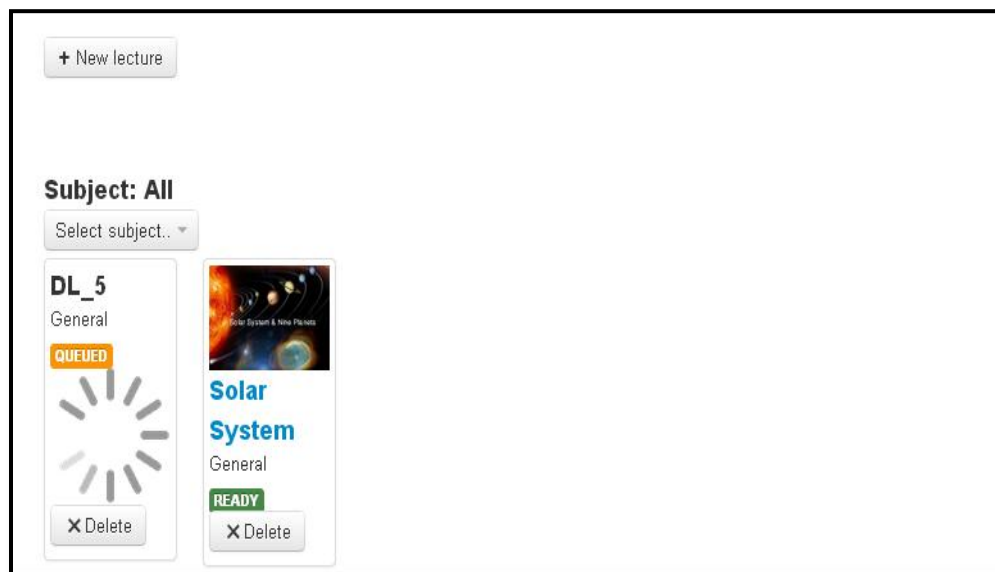 + New lecture
Subject: All
Select subject..
DL_5
General
QUEUED
× Delete
Solar System & Nine Planets
Solar
System
General
READY
× Delete